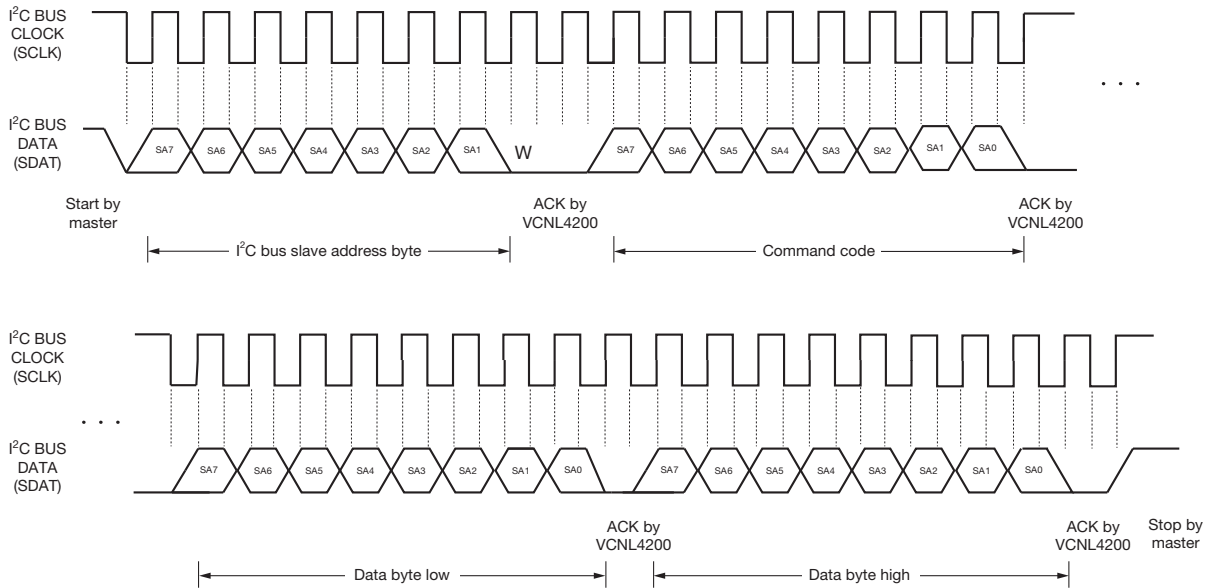 I²C BUS
CLOCK
(SCLK)
. . .
I²C BUS
DATA
(SDAT)
SA7 SA6 SA5 SA4 SA3 SA2 SA1 W SA7 SA6 SA5 SA4 SA3 SA2 SA1 SA0
Start by
master
ACK by
VCNL4200
ACK by
VCNL4200
I²C bus slave address byte
Command code
I²C BUS
CLOCK
(SCLK)
. . .
I²C BUS
DATA
(SDAT)
SA7 SA6 SA5 SA4 SA3 SA2 SA1 SA0 SA7 SA6 SA5 SA4 SA3 SA2 SA1 SA0
ACK by
VCNL4200
ACK by
VCNL4200
Stop by
master
Data byte low
Data byte high